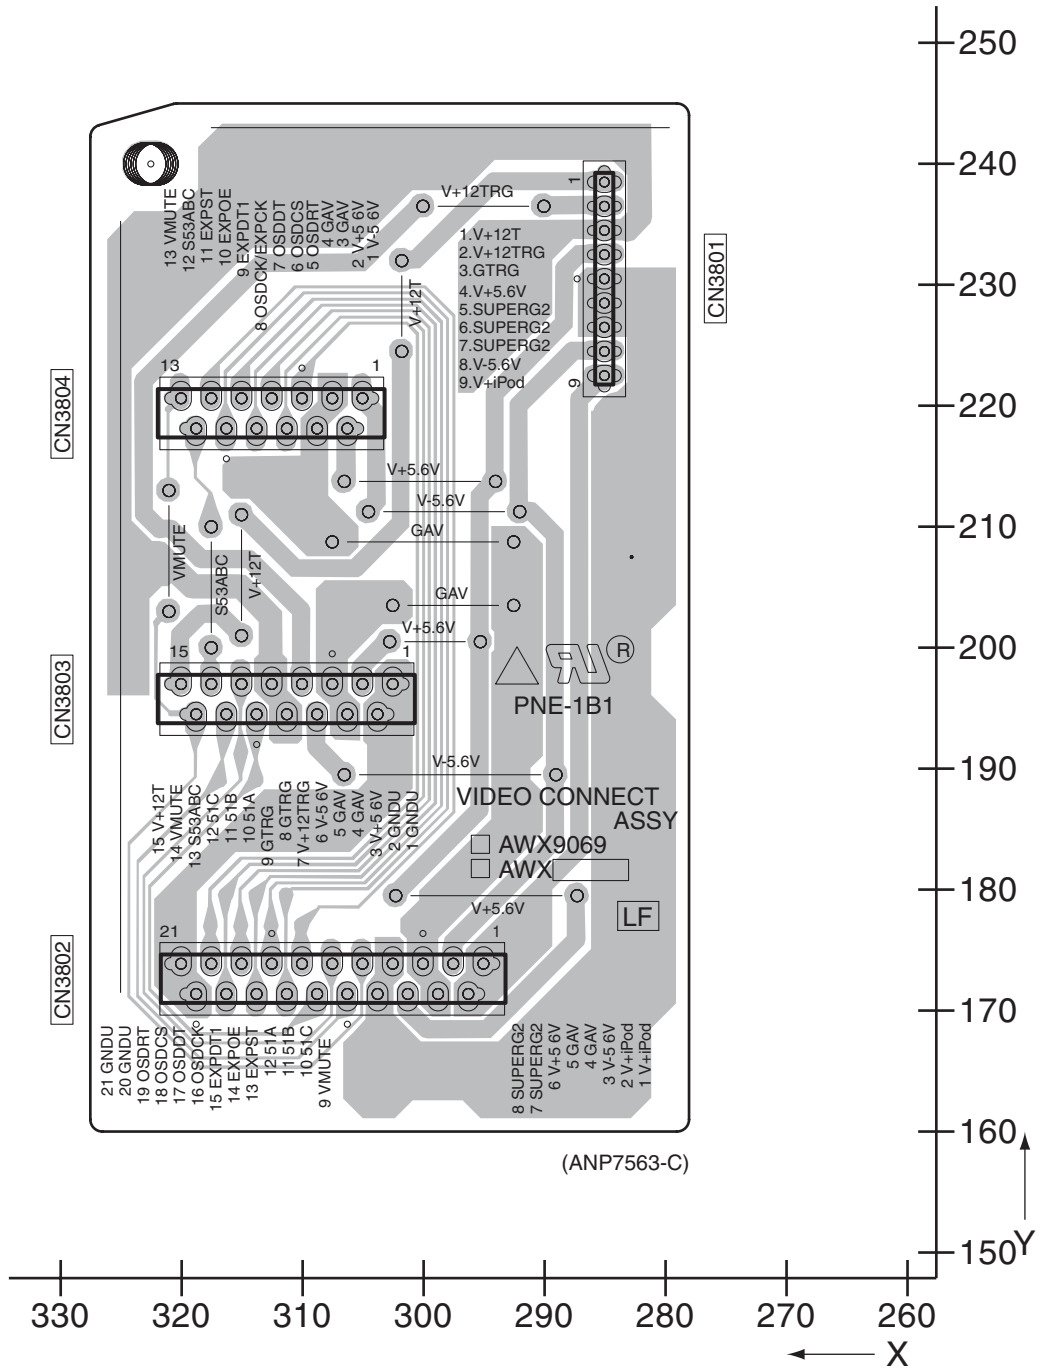 250
240
230
220
210
200
190
180
170
160
150
Y
330
320
310
300
290
280
270
260
X
V+12TRG
1
13 VMUTE
12 S53ABC
11 EXPST
10 EXPOE
9 EXPDT1
8 OSDCK/EXPCK
7 OSDDT
6 OSDCS
5 OSDRT
4 GAV
3 GAV
2 V+5 6V
1 V-5 6V
1.V+12T
2.V+12TRG
3.GTRG
4.V+5.6V
5.SUPERG2
6.SUPERG2
7.SUPERG2
8.V-5.6V
9.V+iPod
9
CN3801
V+12T
13
1
CN3804
V+5.6V
V-5.6V
GAV
VMUTE
S53ABC
V+12T
GAV
V+5.6V
15
1
CN3803
R
PNE-1B1
V-5.6V
VIDEO CONNECT
ASSY
AWX9069
AWX
15 V+12T
14 VMUTE
13 S53ABC
12 51C
11 51B
10 51A
9 GTRG
8 GTRG
7 V+12TRG
6 V-5 6V
5 GAV
4 GAV
3 V+5 6V
2 GNDU
1 GNDU
V+5.6V
LF
21
1
CN3802
21 GNDU
20 GNDU
19 OSDRT
18 OSDCS
17 OSDDT
16 OSDCK
15 EXPDT1
14 EXPOE
13 EXPST
12 51A
11 51B
10 51C
9 VMUTE
8 SUPERG2
7 SUPERG2
6 V+5 6V
5 GAV
4 GAV
3 V-5 6V
2 V+iPod
1 V+iPod
(ANP7563-C)